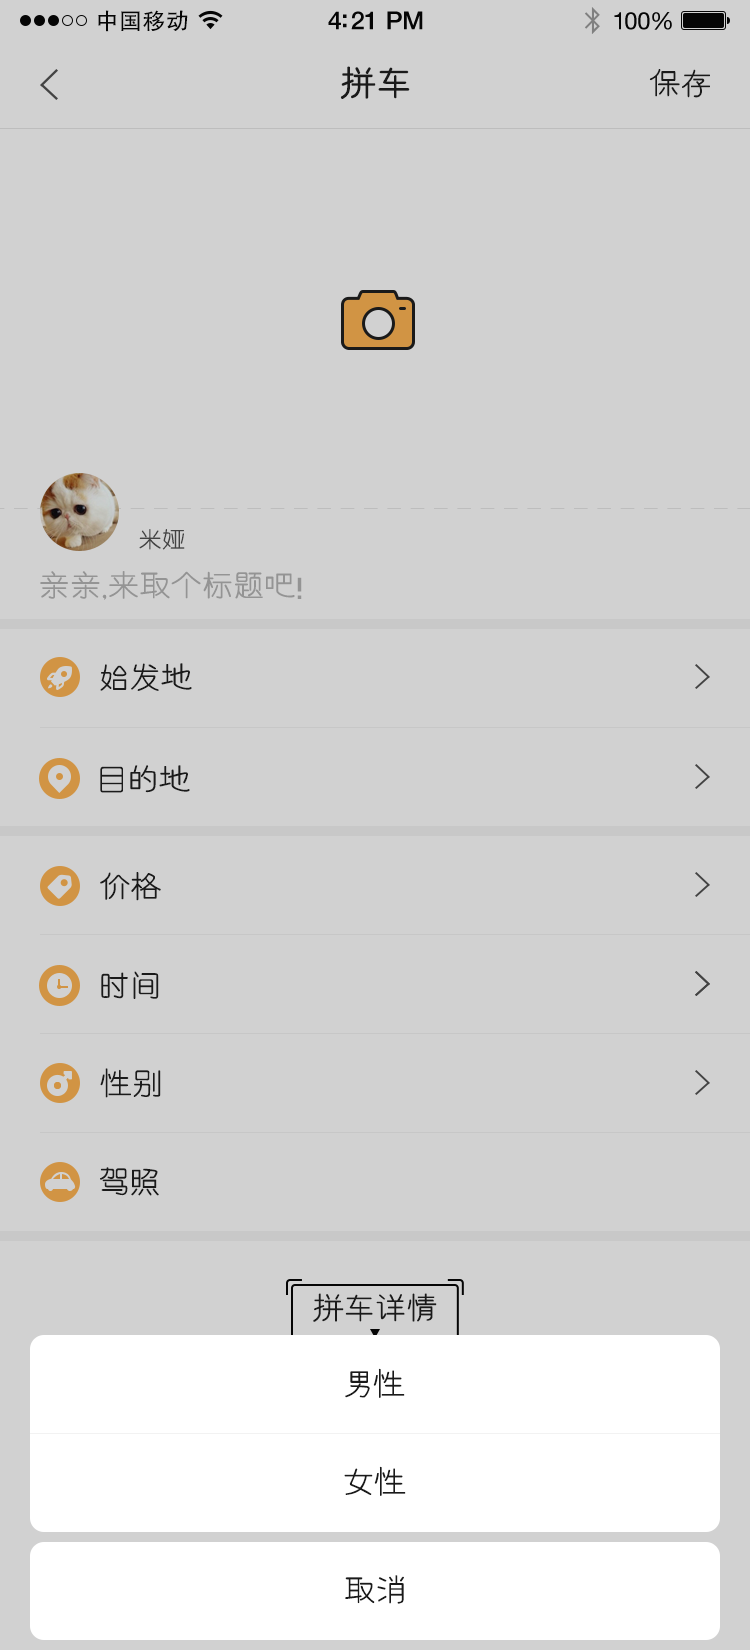 中国移动 4:21 PM 100%
拼车 保存
米娅
亲亲,来取个标题吧!
始发地
目的地
价格
时间
性别
驾照
拼车详情
男性
女性
取消